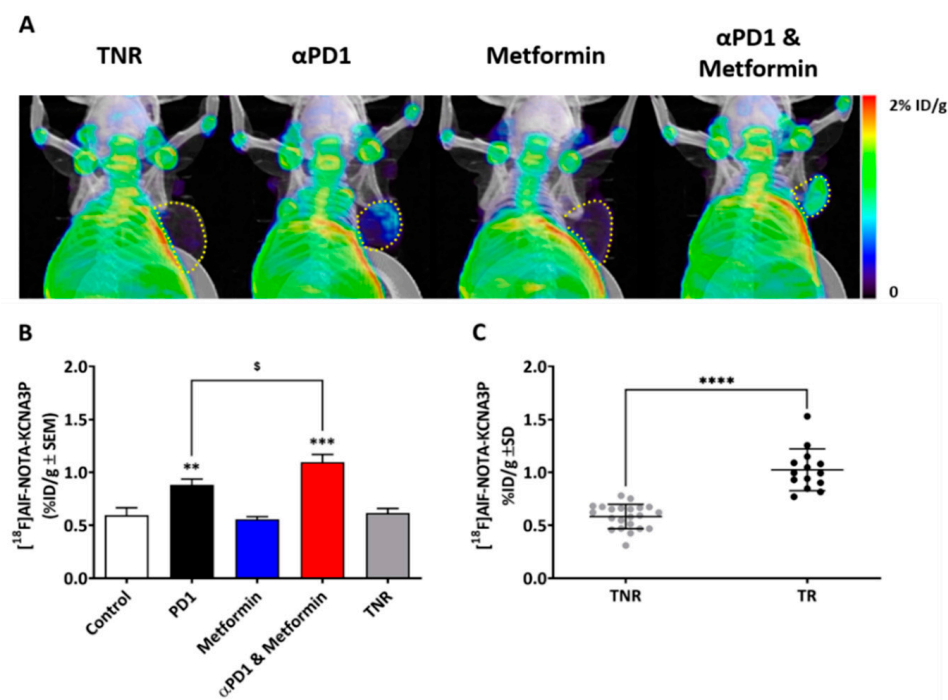 A
TNR
αPD1
Metformin
αPD1 &
Metformin
2% ID/g
0
B
[¹⁸F]AlF-NOTA-KCNA3P
(%ID/g ± SEM)
2.0
1.5
1.0
0.5
0.0
$
**
***
Control
PD1
Metformin
αPD1 & Metformin
TNR
C
[¹⁸F]AlF-NOTA-KCNA3P
%ID/g ±SD
2.0
1.5
1.0
0.5
0.0
****
TNR
TR